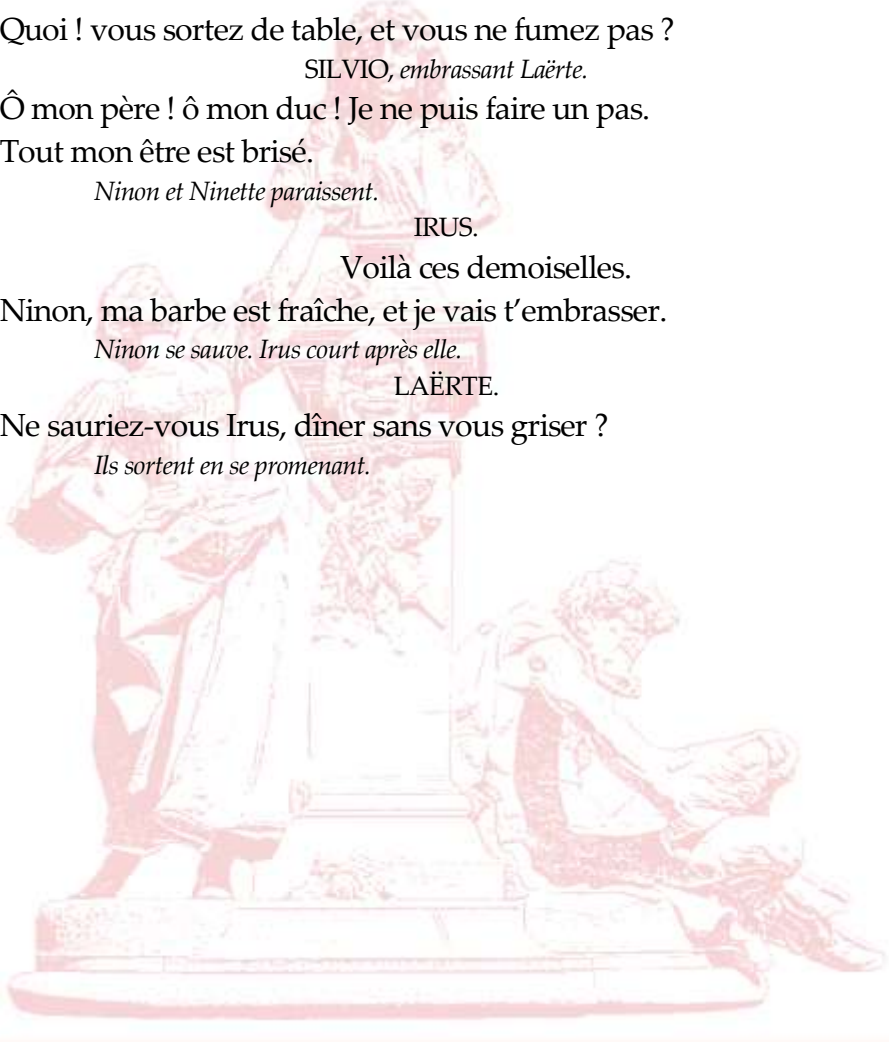 Quoi ! vous sortez de table, et vous ne fumez pas ?
SILVIO, embrassant Laërte.
Ô mon père ! ô mon duc ! Je ne puis faire un pas.
Tout mon être est brisé.
Ninon et Ninette paraissent.
IRUS.
Voilà ces demoiselles.
Ninon, ma barbe est fraîche, et je vais t’embrasser.
Ninon se sauve. Irus court après elle.
LAËRTE.
Ne sauriez-vous Irus, dîner sans vous griser ?
Ils sortent en se promenant.